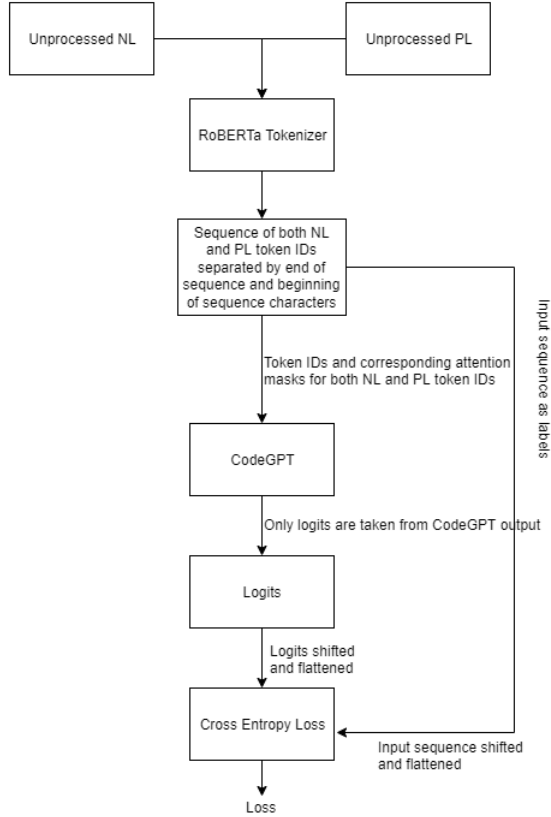 Unprocessed NL
Unprocessed PL
RoBERTa Tokenizer
Sequence of both NL
and PL token IDs
separated by end of
sequence and beginning
of sequence characters
Input sequence as labels
Token IDs and corresponding attention
masks for both NL and PL token IDs
CodeGPT
Only logits are taken from CodeGPT output
Logits
Logits shifted
and flattened
Cross Entropy Loss
Input sequence shifted
and flattened
Loss